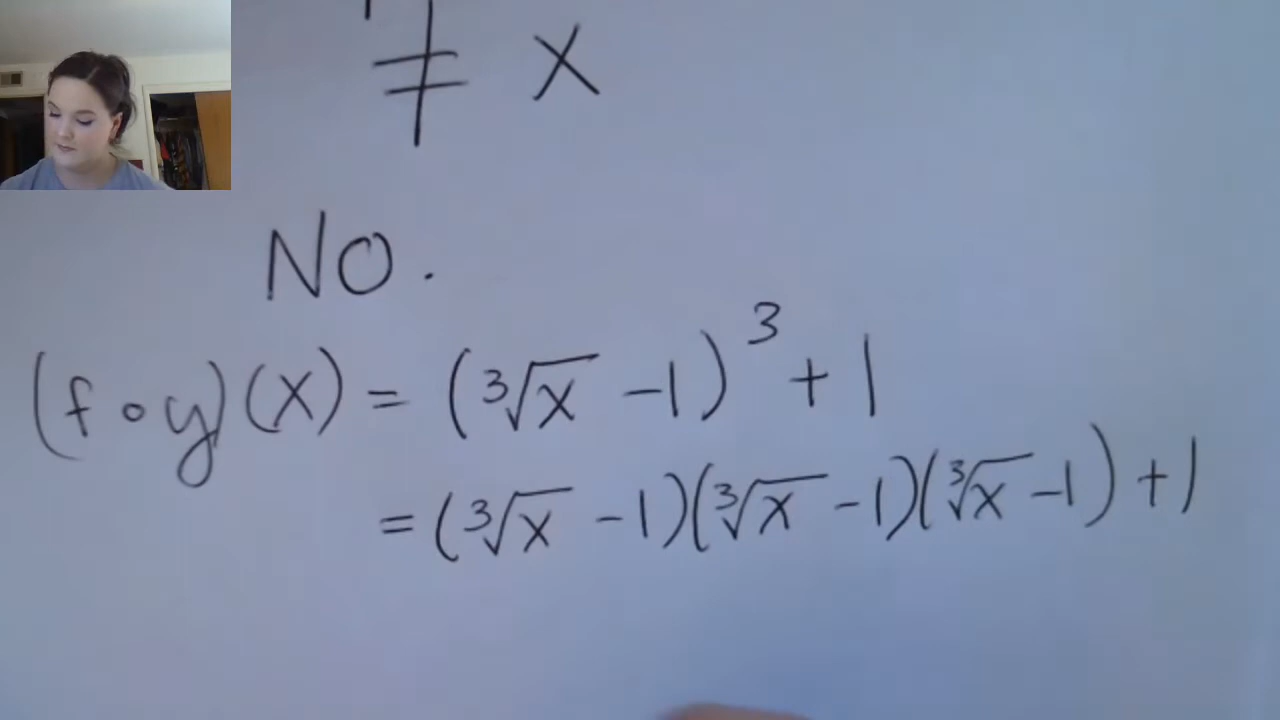 ≠ x
NO.
(f∘g)(x) = (∛x - 1)³ + 1
= (∛x - 1)(∛x - 1)(∛x - 1) + 1